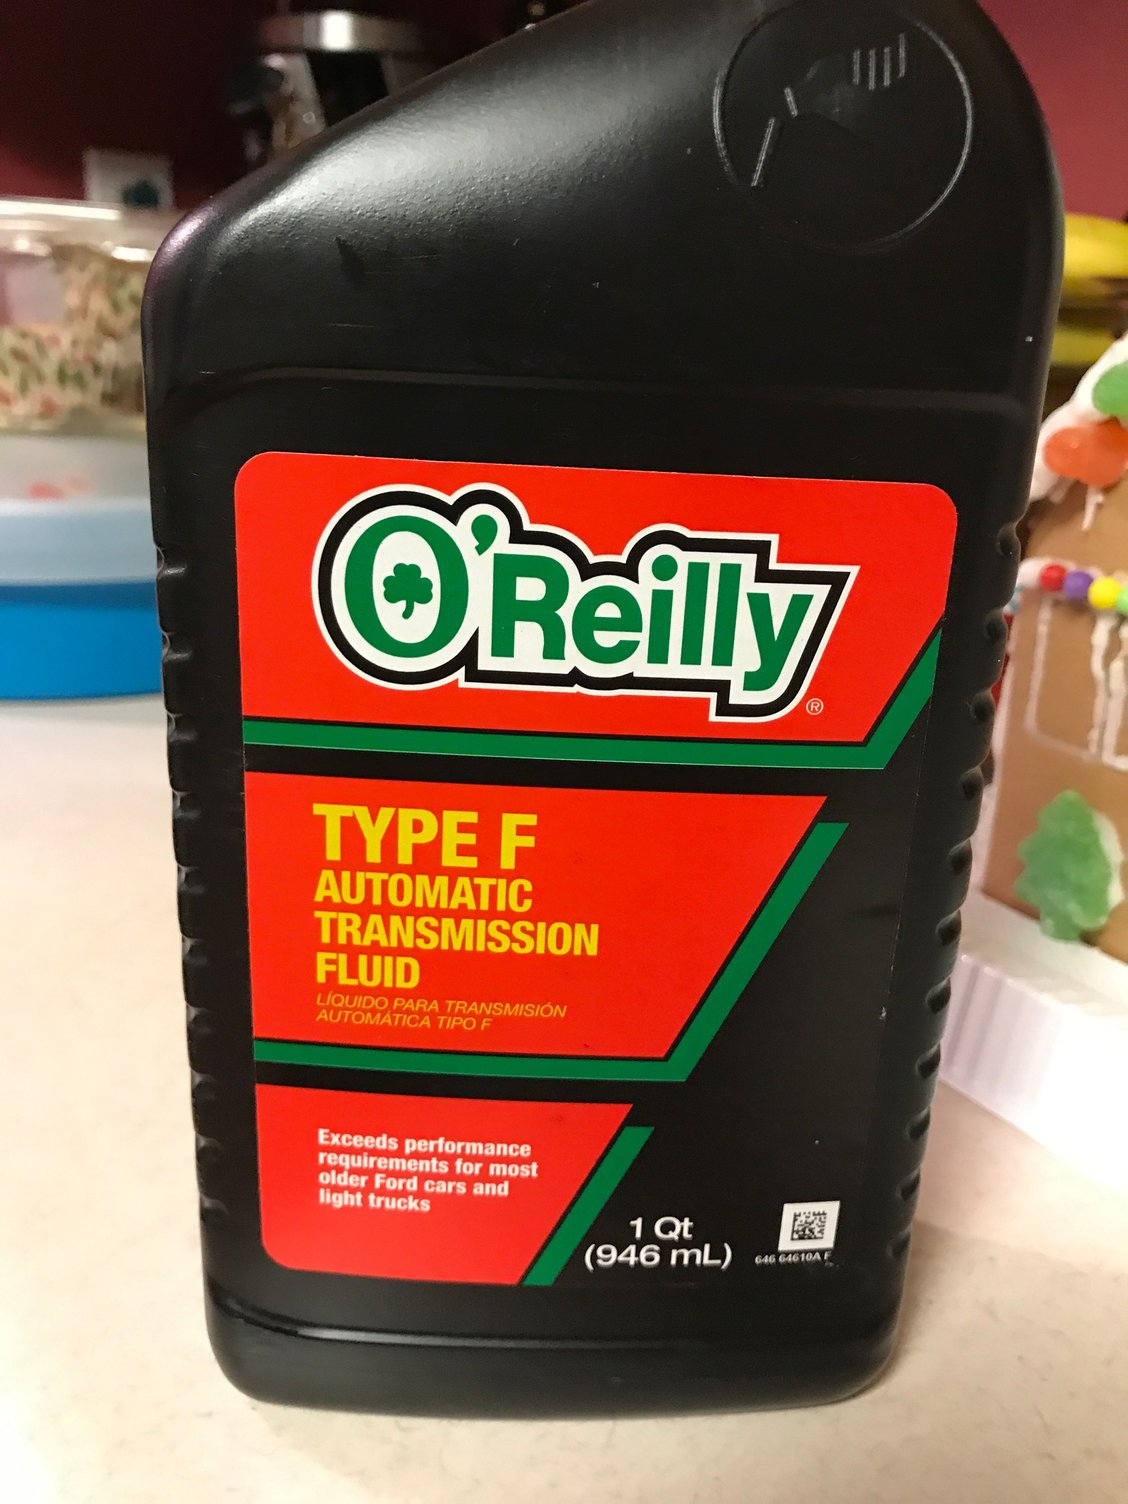 O'Reilly
®
TYPE F
AUTOMATIC
TRANSMISSION
FLUID
LÍQUIDO PARA TRANSMISIÓN
AUTOMÁTICA TIPO F
Exceeds performance
requirements for most
older Ford cars and
light trucks
1 Qt
(946 mL)
646 64610A F